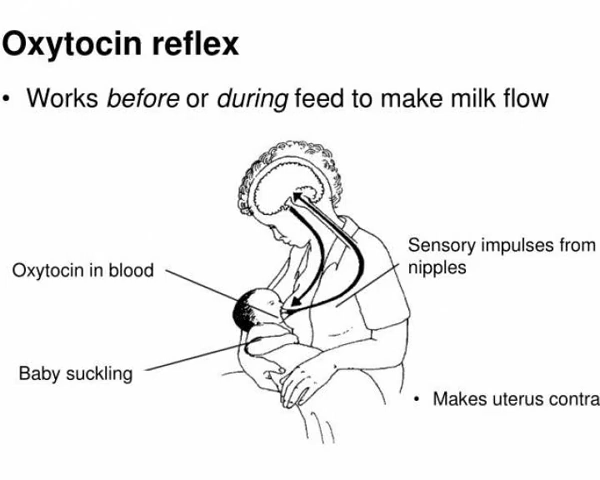 Oxytocin reflex
• Works before or during feed to make milk flow
Sensory impulses from
nipples
Oxytocin in blood
Baby suckling
• Makes uterus contra